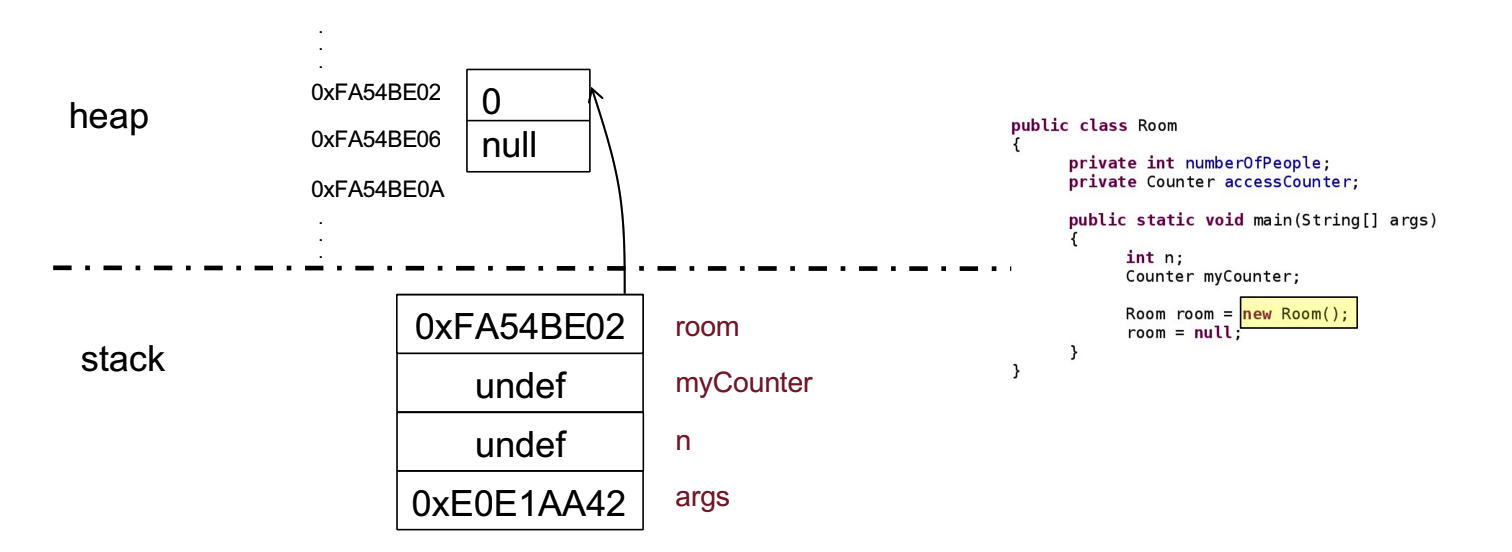 heap
0xFA54BE02
0
0xFA54BE06
null
0xFA54BE0A
stack
0xFA54BE02
room
undef
myCounter
undef
n
0xE0E1AA42
args
public class Room
{
private int numberOfPeople;
private Counter accessCounter;
public static void main(String[] args)
{
int n;
Counter myCounter;
Room room = new Room();
room = null;
}
}